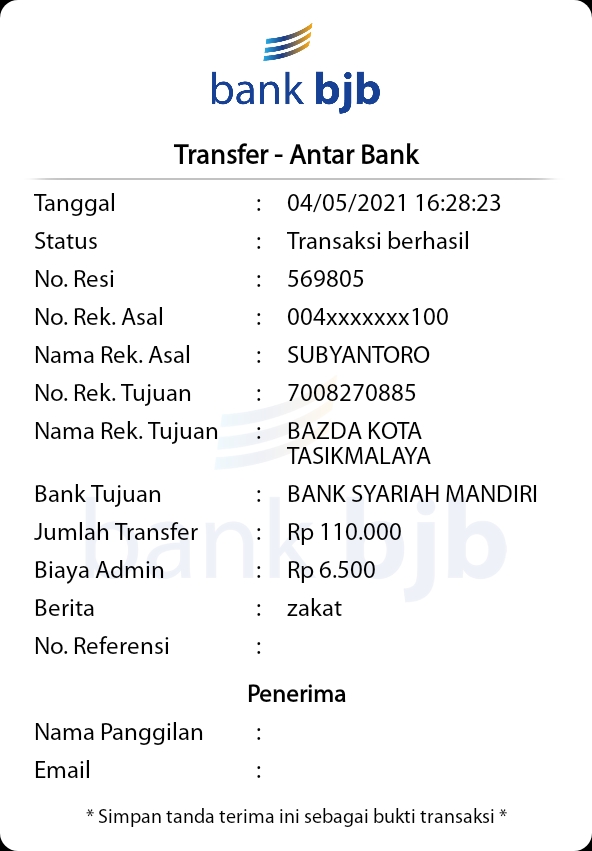 bank bjb
Transfer - Antar Bank
Tanggal : 04/05/2021 16:28:23
Status : Transaksi berhasil
No. Resi : 569805
No. Rek. Asal : 004xxxxxxx100
Nama Rek. Asal : SUBYANTORO
No. Rek. Tujuan : 7008270885
Nama Rek. Tujuan : BAZDA KOTA
TASIKMALAYA
Bank Tujuan : BANK SYARIAH MANDIRI
Jumlah Transfer : Rp 110.000
Biaya Admin : Rp 6.500
Berita : zakat
No. Referensi :
bank bjb
Penerima
Nama Panggilan :
Email :
* Simpan tanda terima ini sebagai bukti transaksi *